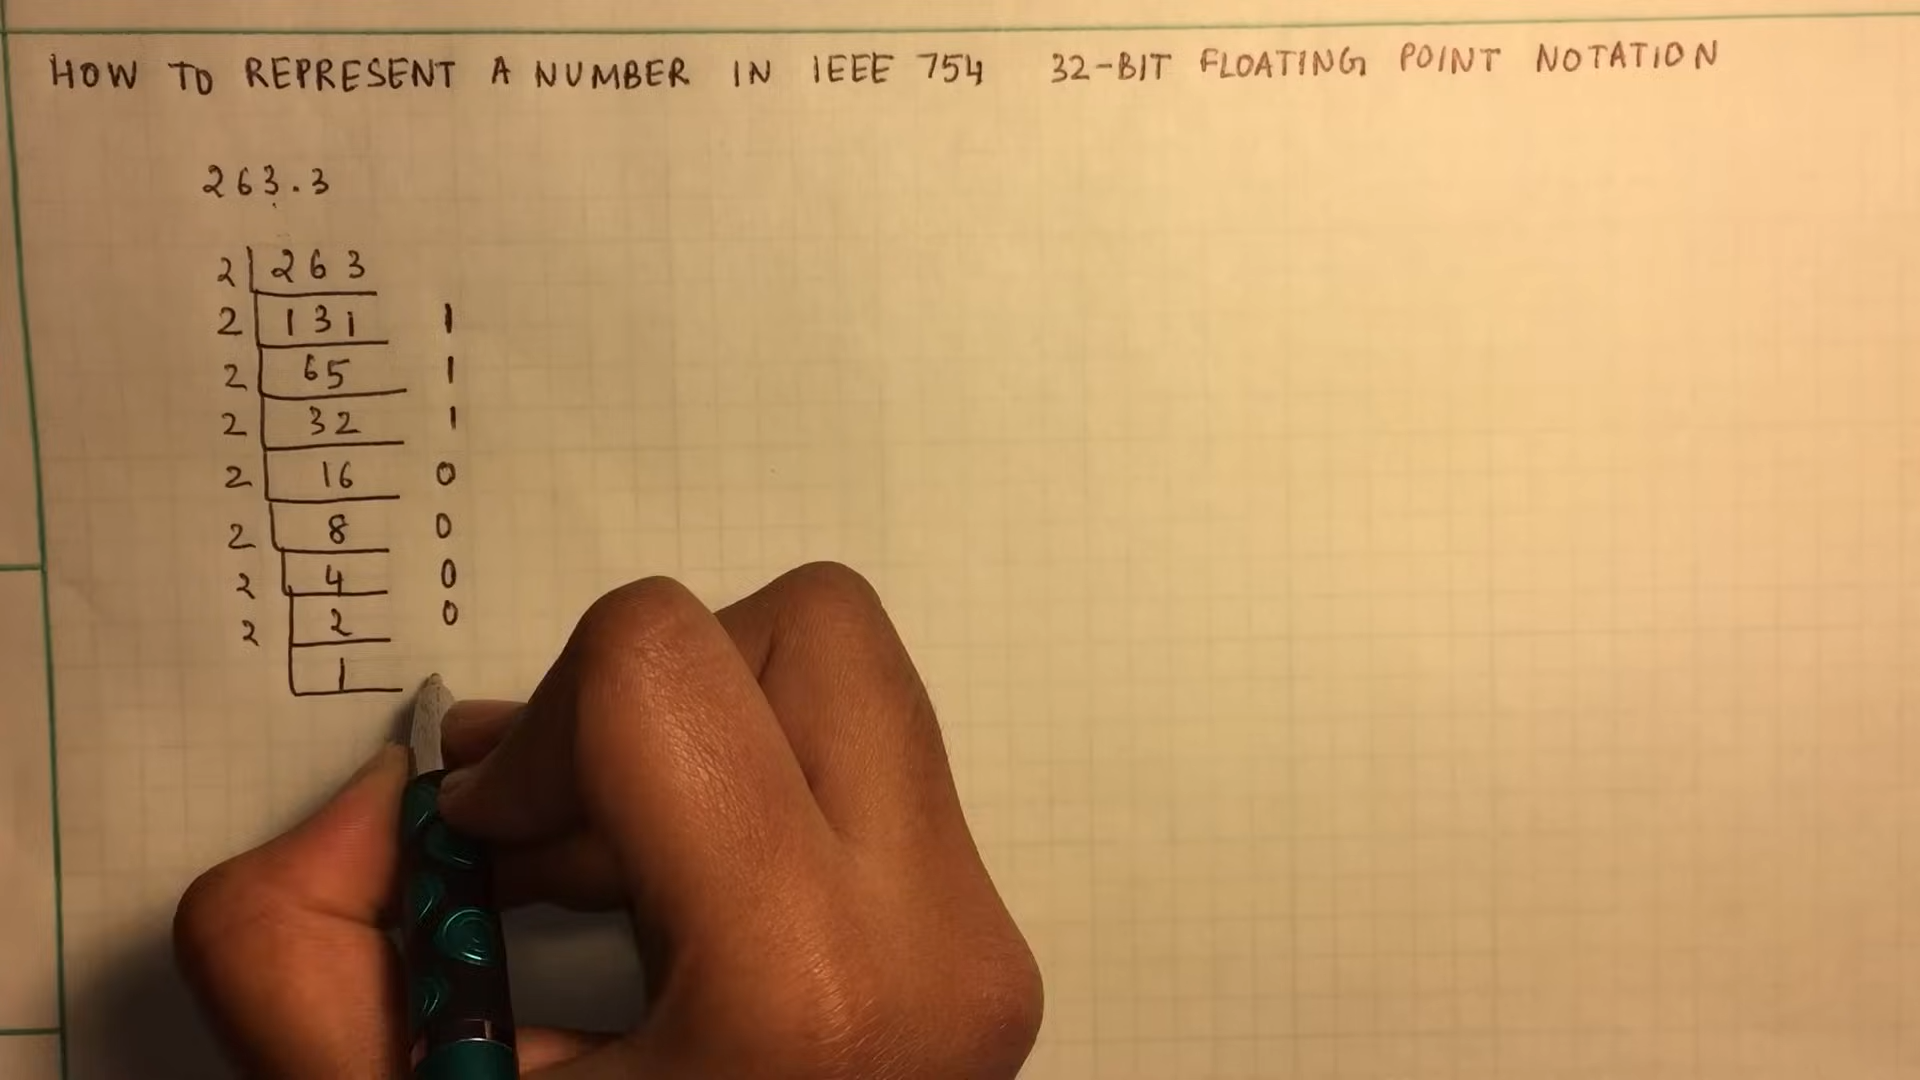 HOW TO REPRESENT A NUMBER IN IEEE 754 32-BIT FLOATING POINT NOTATION
263.3
2 263
2 131 1
2 65 1
2 32 1
2 16 0
2 8 0
2 4 0
2 2 0
1